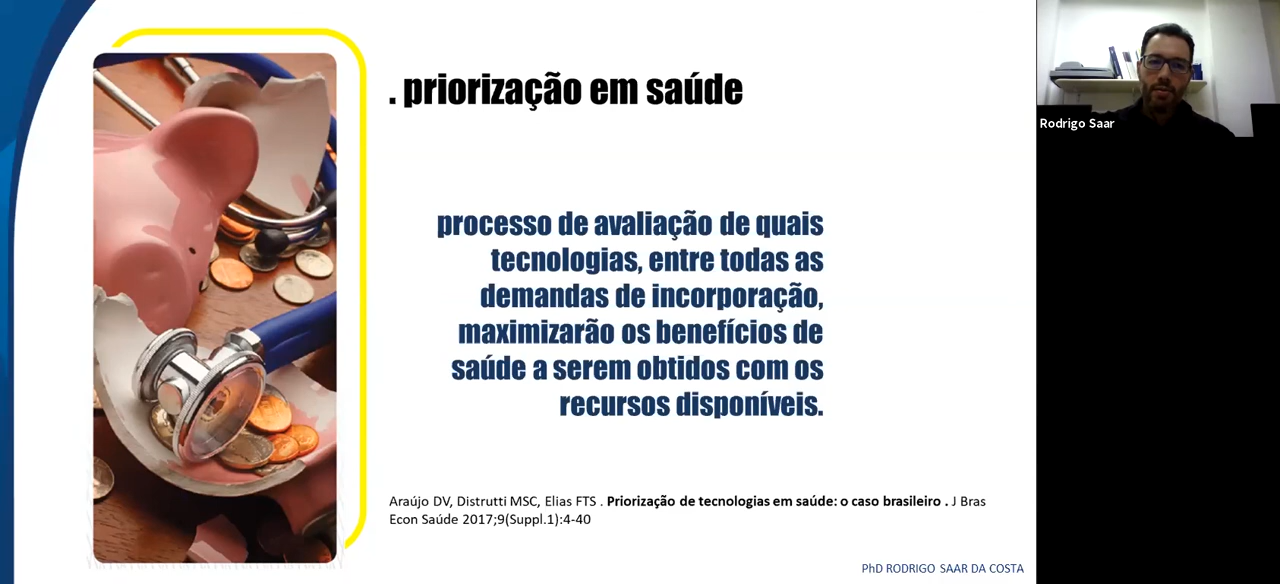 . priorização em saúde
processo de avaliação de quais
tecnologias, entre todas as
demandas de incorporação,
maximizarão os benefícios de
saúde a serem obtidos com os
recursos disponíveis.
Araújo DV, Distrutti MSC, Elias FTS . Priorização de tecnologias em saúde: o caso brasileiro . J Bras
Econ Saúde 2017;9(Suppl.1):4-40
PhD RODRIGO SAAR DA COSTA
Rodrigo Saar